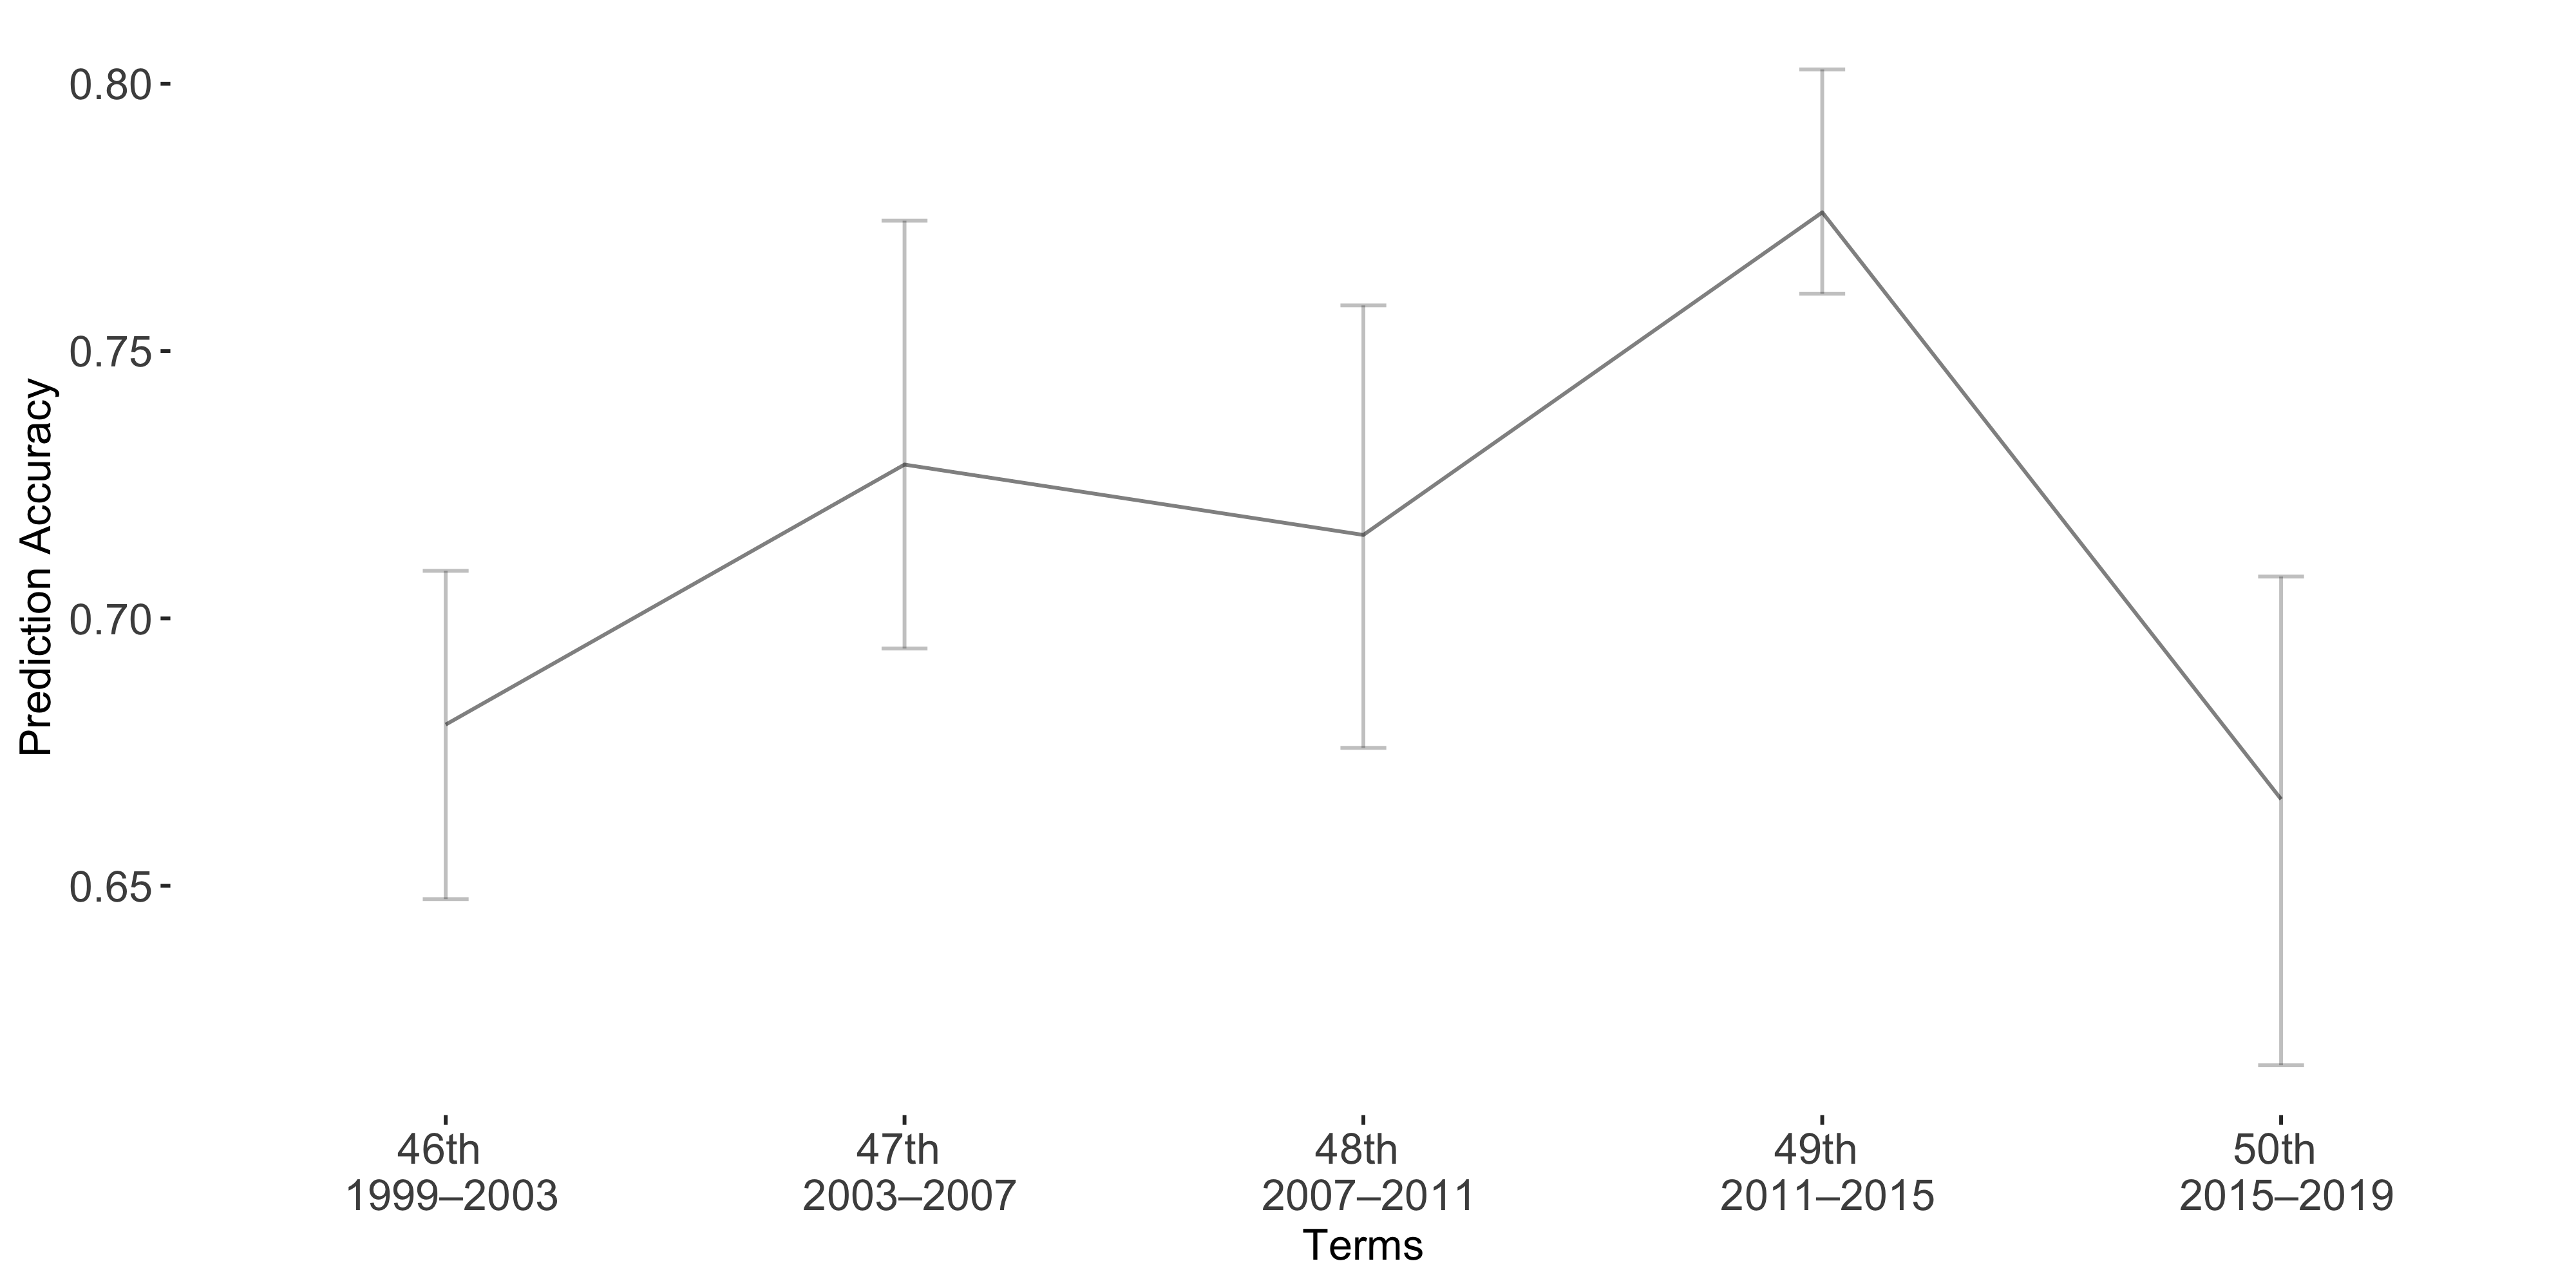 0.80
0.75
0.70
0.65
Prediction Accuracy
46th
1999–2003
47th
2003–2007
48th
2007–2011
49th
2011–2015
50th
2015–2019
Terms